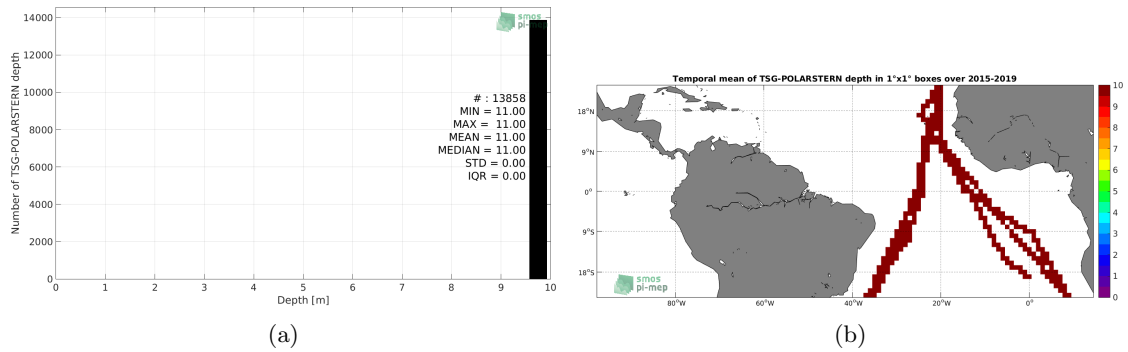 14000
12000
10000
8000
6000
4000
2000
0
Number of TSG-POLARSTERN depth
smos
pi-mep
# : 13858
MIN = 11.00
MAX = 11.00
MEAN = 11.00
MEDIAN = 11.00
STD = 0.00
IQR = 0.00
0 1 2 3 4 5 6 7 8 9 10
Depth [m]
(a)
Temporal mean of TSG-POLARSTERN depth in 1°x1° boxes over 2015-2019
18°N
9°N
0°
9°S
18°S
smos
pi-mep
80°W 60°W 40°W 20°W 0°
10
9
8
7
6
5
4
3
2
1
0
(b)